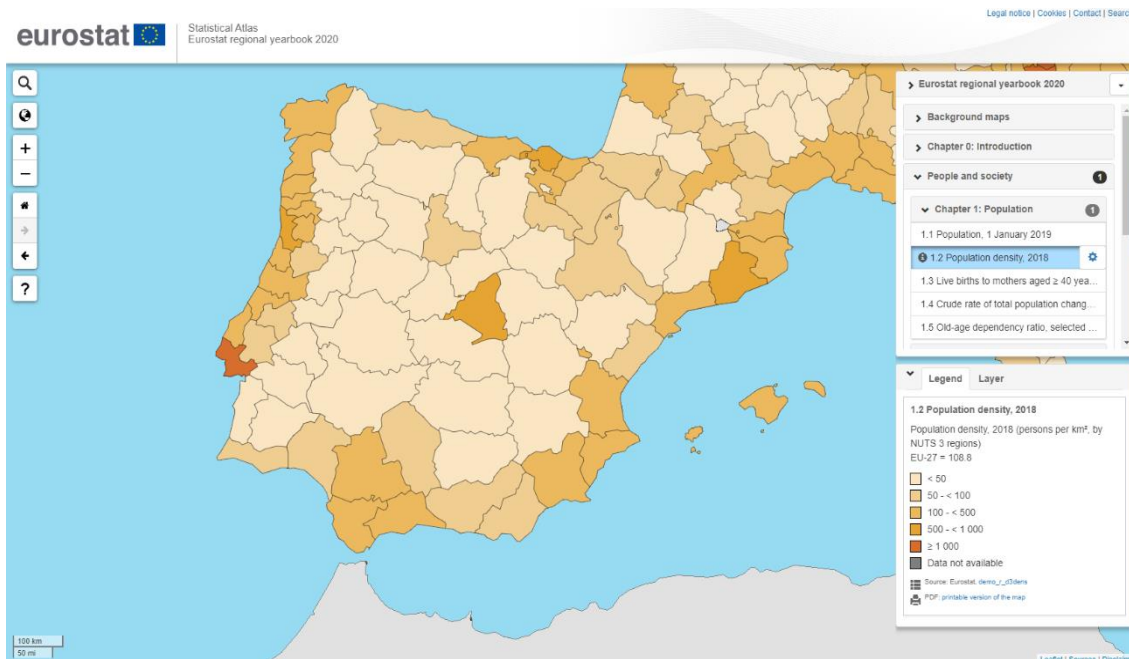 Legal notice | Cookies | Contact | Searc
eurostat
Statistical Atlas
Eurostat regional yearbook 2020
Eurostat regional yearbook 2020
Background maps
Chapter 0: Introduction
People and society 1
Chapter 1: Population 1
1.1 Population, 1 January 2019
1.2 Population density, 2018
1.3 Live births to mothers aged ≥ 40 yea...
1.4 Crude rate of total population chang...
1.5 Old-age dependency ratio, selected ...
Legend Layer
1.2 Population density, 2018
Population density, 2018 (persons per km², by
NUTS 3 regions)
EU-27 = 108.8
< 50
50 - < 100
100 - < 500
500 - < 1 000
≥ 1 000
Data not available
Source: Eurostat, demo_r_d3dens
PDF: printable version of the map
100 km
50 mi
Leaflet | Sources | Disclaim